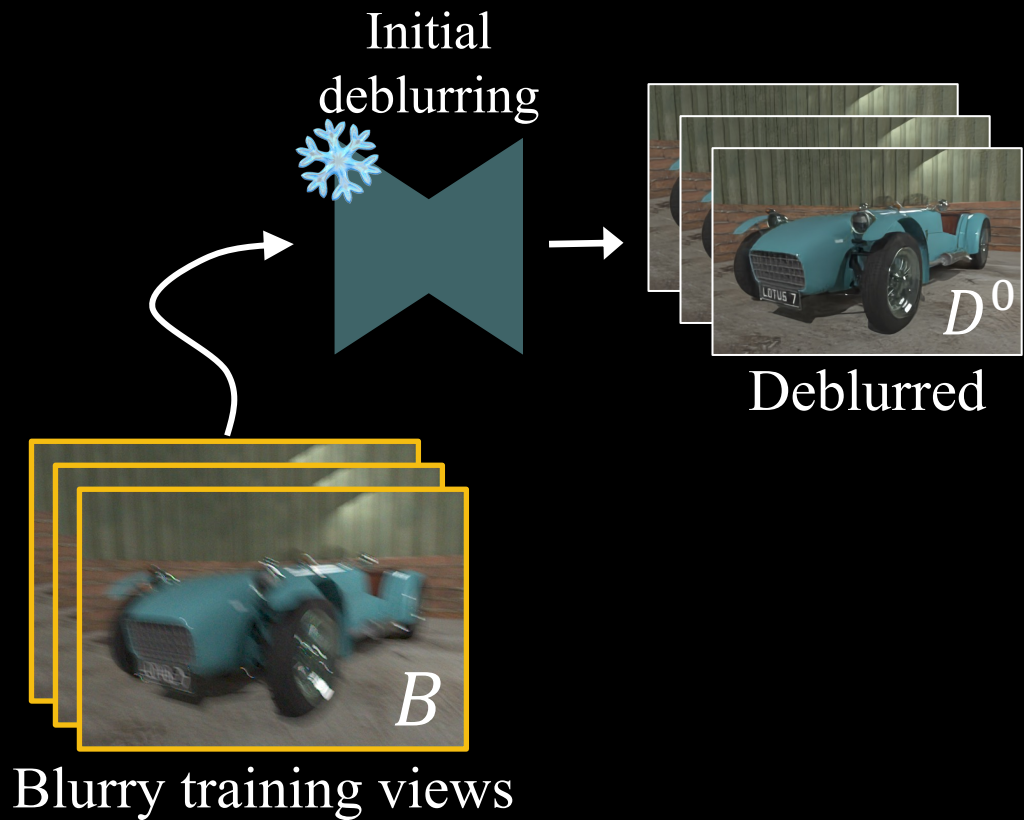 Initial
deblurring
LOTUS 7
D⁰
Deblurred
B
Blurry training views